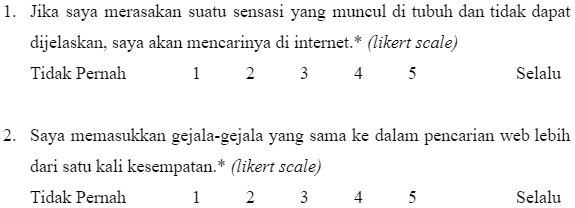 1. Jika saya merasakan suatu sensasi yang muncul di tubuh dan tidak dapat
dijelaskan, saya akan mencarinya di internet.* (likert scale)
Tidak Pernah 1 2 3 4 5 Selalu
2. Saya memasukkan gejala-gejala yang sama ke dalam pencarian web lebih
dari satu kali kesempatan.* (likert scale)
Tidak Pernah 1 2 3 4 5 Selalu